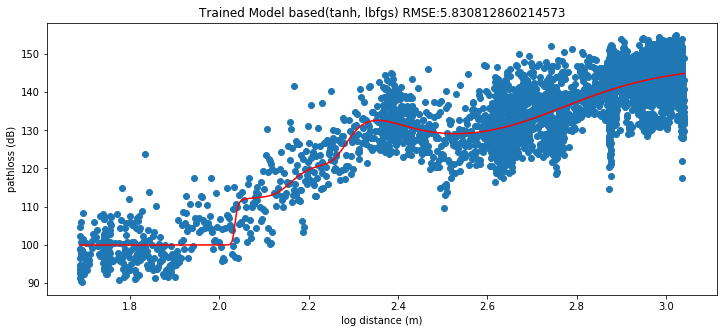 Trained Model based(tanh, lbfgs) RMSE:5.830812860214573
pathloss (dB)
150
140
130
120
110
100
90
1.8 2.0 2.2 2.4 2.6 2.8 3.0
log distance (m)